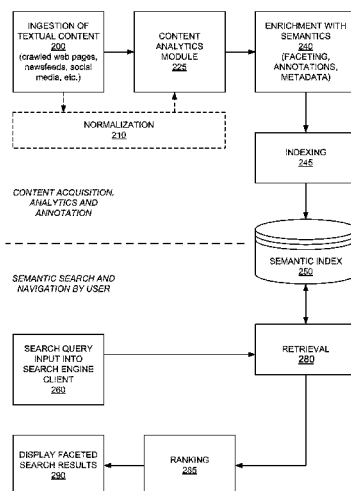 INGESTION OF
TEXTUAL CONTENT
200
(crawled web pages,
newsfeeds, social
media, etc.)
CONTENT
ANALYTICS
MODULE
225
ENRICHMENT WITH
SEMANTICS
240
(FACETING,
ANNOTATIONS,
METADATA)
NORMALIZATION
210
INDEXING
245
CONTENT ACQUISITION,
ANALYTICS AND
ANNOTATION
SEMANTIC INDEX
250
SEMANTIC SEARCH AND
NAVIGATION BY USER
SEARCH QUERY
INPUT INTO
SEARCH ENGINE
CLIENT
260
RETRIEVAL
280
DISPLAY FACETED
SEARCH RESULTS
290
RANKING
285